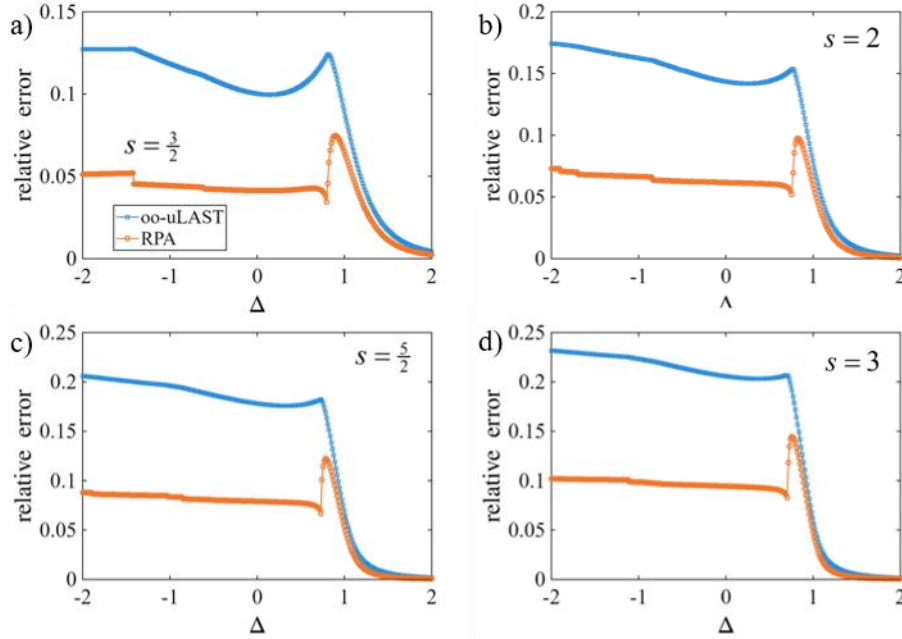 a)
0.15
0.1
0.05
0
relative error
s = 3/2
oo-uLAST
RPA
-2 -1 0 1 2
Δ
b)
0.2
0.15
0.1
0.05
0
relative error
s = 2
-2 -1 0 1 2
c)
0.25
0.2
0.15
0.1
0.05
0
relative error
s = 5/2
-2 -1 0 1 2
Δ
d)
0.25
0.2
0.15
0.1
0.05
0
relative error
s = 3
-2 -1 0 1 2
Δ